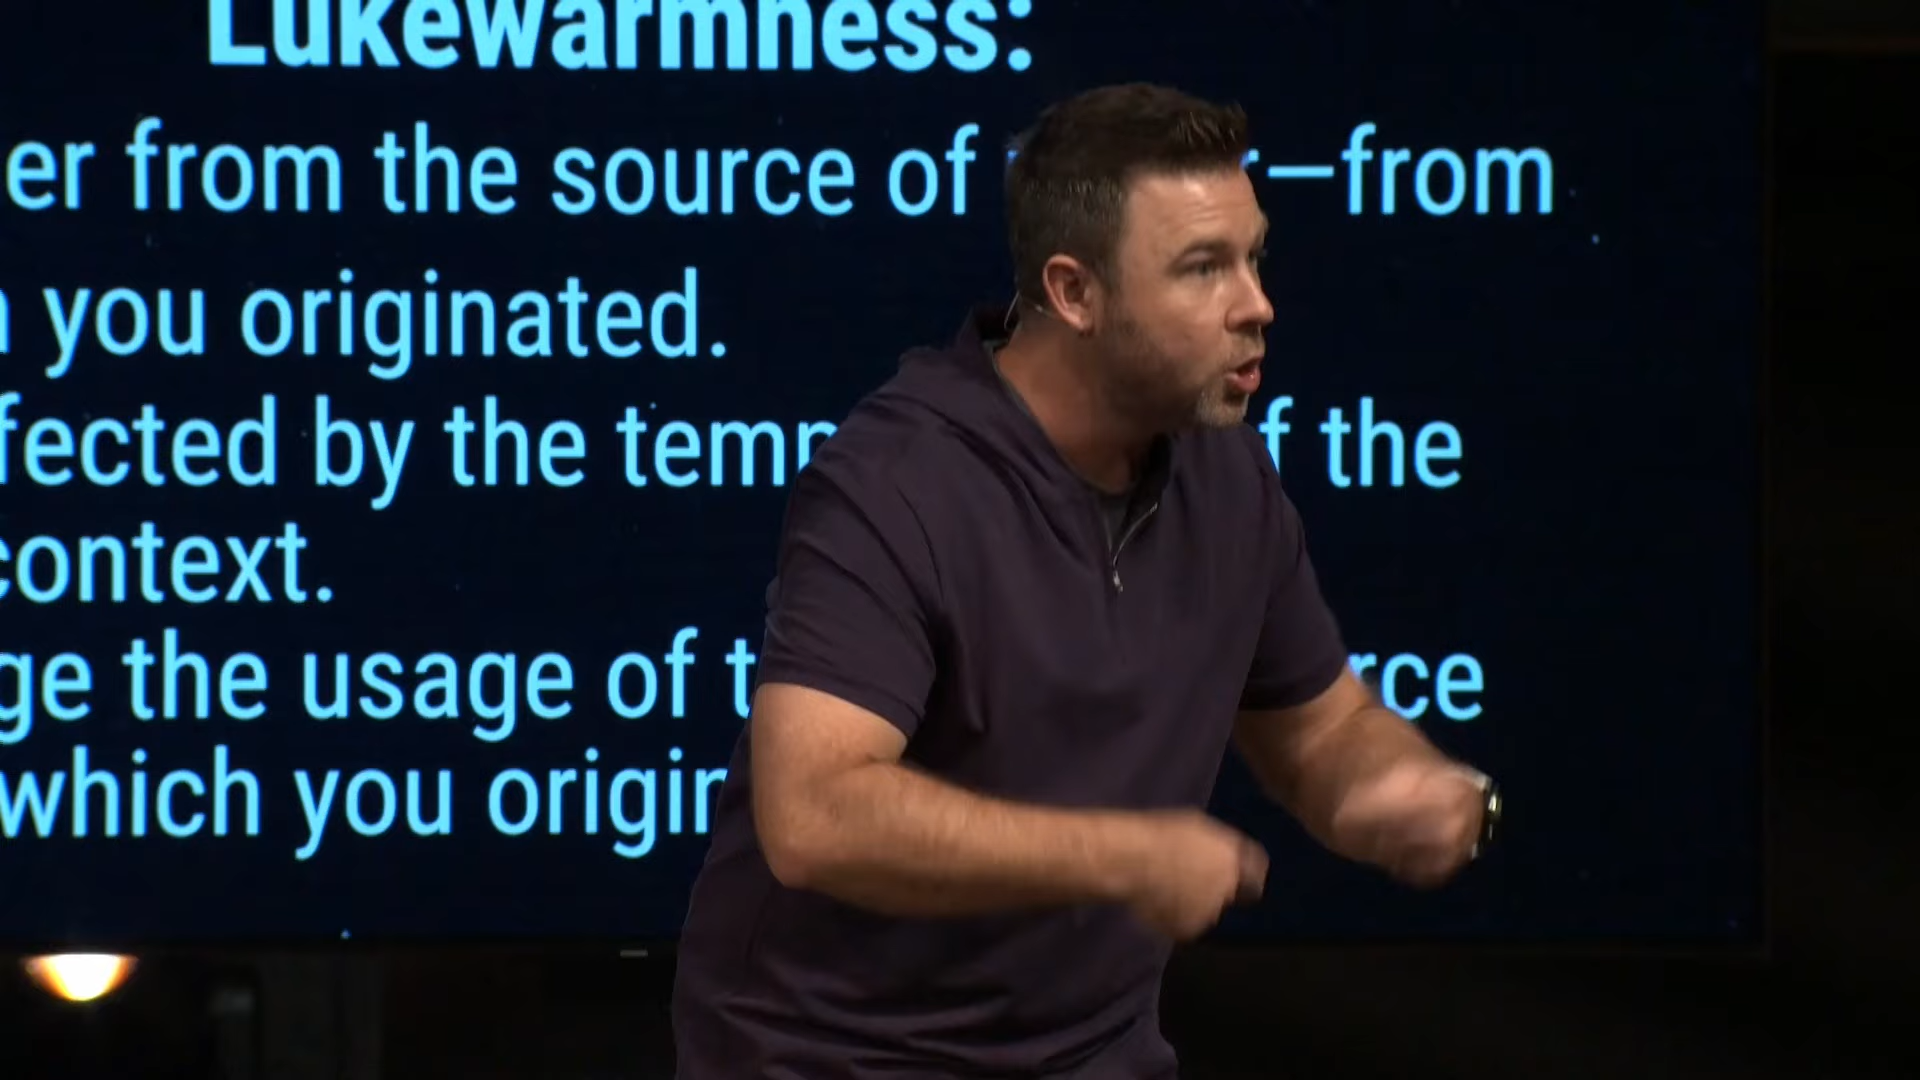 Lukewarmness:
er from the source of —from
you originated.
fected by the temp f the
context.
ge the usage of t rce
which you origin